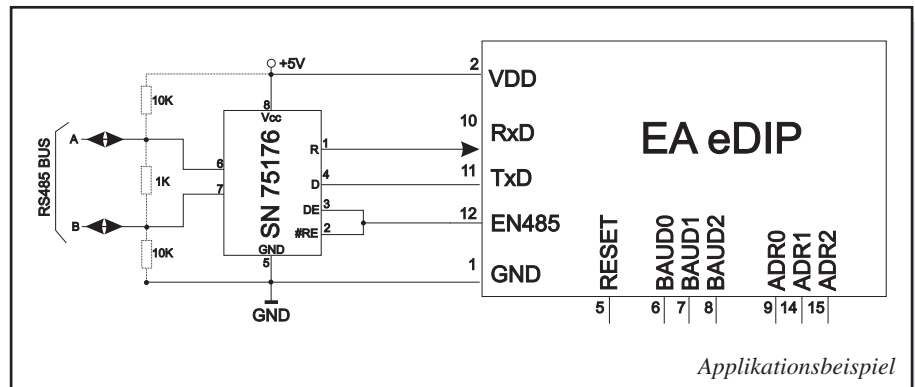 +5V
2
VDD
10K
8
Vcc
10
RxD
EA eDIP
RS485 BUS
A
6
R
1
11
TxD
1K
7
SN 75176
D
4
12
EN485
DE
3
B
#RE
2
10K
GND
5
1
GND
GND
RESET
BAUD0
BAUD1
BAUD2
ADR0
ADR1
ADR2
5
6
7
8
9
14
15
Applikationsbeispiel